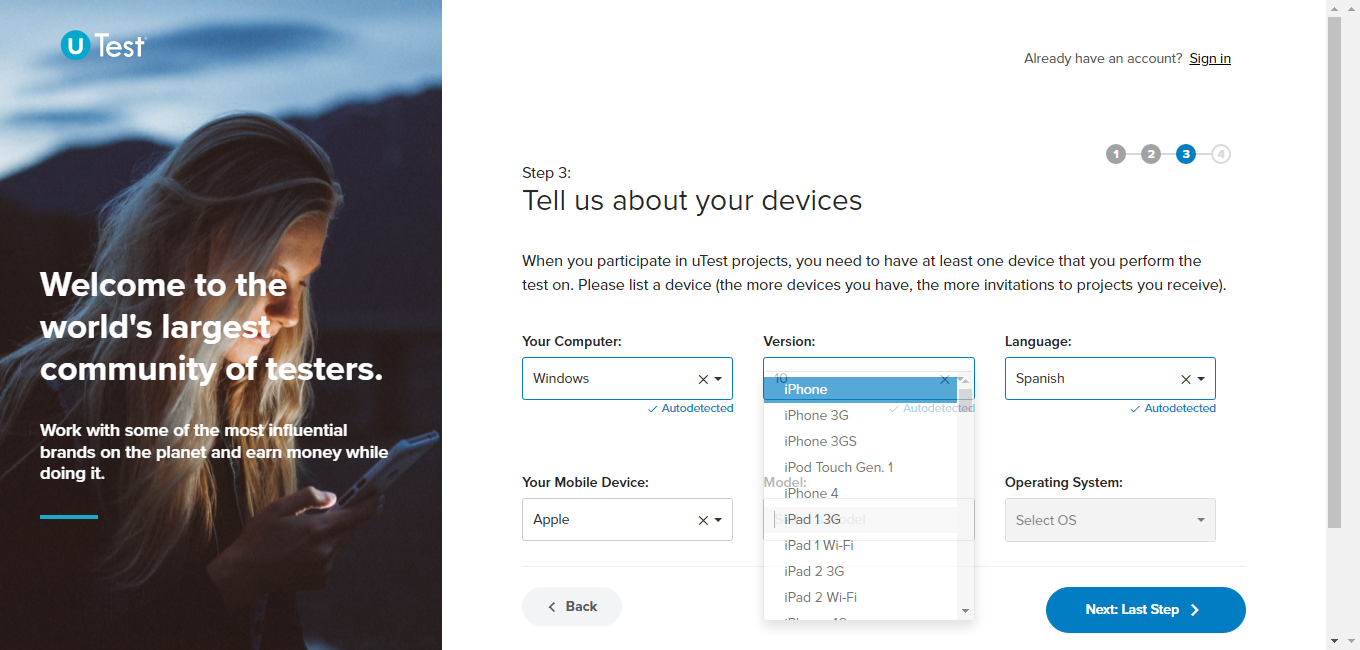 U Test
Already have an account? Sign in
1 2 3 4
Step 3:
Tell us about your devices
When you participate in uTest projects, you need to have at least one device that you perform the
test on. Please list a device (the more devices you have, the more invitations to projects you receive).
Welcome to the
world's largest
community of testers.
Work with some of the most influential
brands on the planet and earn money while
doing it.
Your Computer: Version: Language:
Windows 10 Spanish
Autodetected Autodetected Autodetected
iPhone
iPhone 3G
iPhone 3GS
iPod Touch Gen. 1
Your Mobile Device: Model: Operating System:
iPhone 4
Apple iPad 1 3G Select OS
iPad 1 Wi-Fi
iPad 2 3G
iPad 2 Wi-Fi
Back Next: Last Step